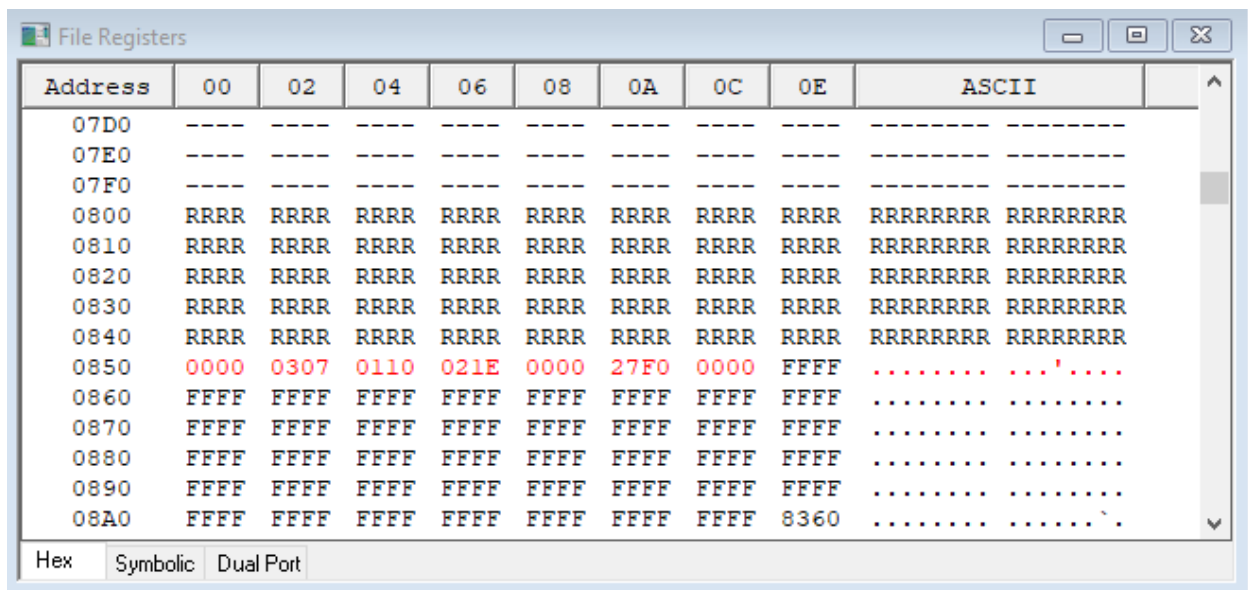 File Registers
Address 00 02 04 06 08 0A 0C 0E ASCII
07D0 ---- ---- ---- ---- ---- ---- ---- ---- -------- --------
07E0 ---- ---- ---- ---- ---- ---- ---- ---- -------- --------
07F0 ---- ---- ---- ---- ---- ---- ---- ---- -------- --------
0800 RRRR RRRR RRRR RRRR RRRR RRRR RRRR RRRR RRRRRRRR RRRRRRRR
0810 RRRR RRRR RRRR RRRR RRRR RRRR RRRR RRRR RRRRRRRR RRRRRRRR
0820 RRRR RRRR RRRR RRRR RRRR RRRR RRRR RRRR RRRRRRRR RRRRRRRR
0830 RRRR RRRR RRRR RRRR RRRR RRRR RRRR RRRR RRRRRRRR RRRRRRRR
0840 RRRR RRRR RRRR RRRR RRRR RRRR RRRR RRRR RRRRRRRR RRRRRRRR
0850 0000 0307 0110 021E 0000 27F0 0000 FFFF ........ ...'....
0860 FFFF FFFF FFFF FFFF FFFF FFFF FFFF FFFF ........ ........
0870 FFFF FFFF FFFF FFFF FFFF FFFF FFFF FFFF ........ ........
0880 FFFF FFFF FFFF FFFF FFFF FFFF FFFF FFFF ........ ........
0890 FFFF FFFF FFFF FFFF FFFF FFFF FFFF FFFF ........ ........
08A0 FFFF FFFF FFFF FFFF FFFF FFFF FFFF 8360 ........ ......`.
Hex Symbolic Dual Port